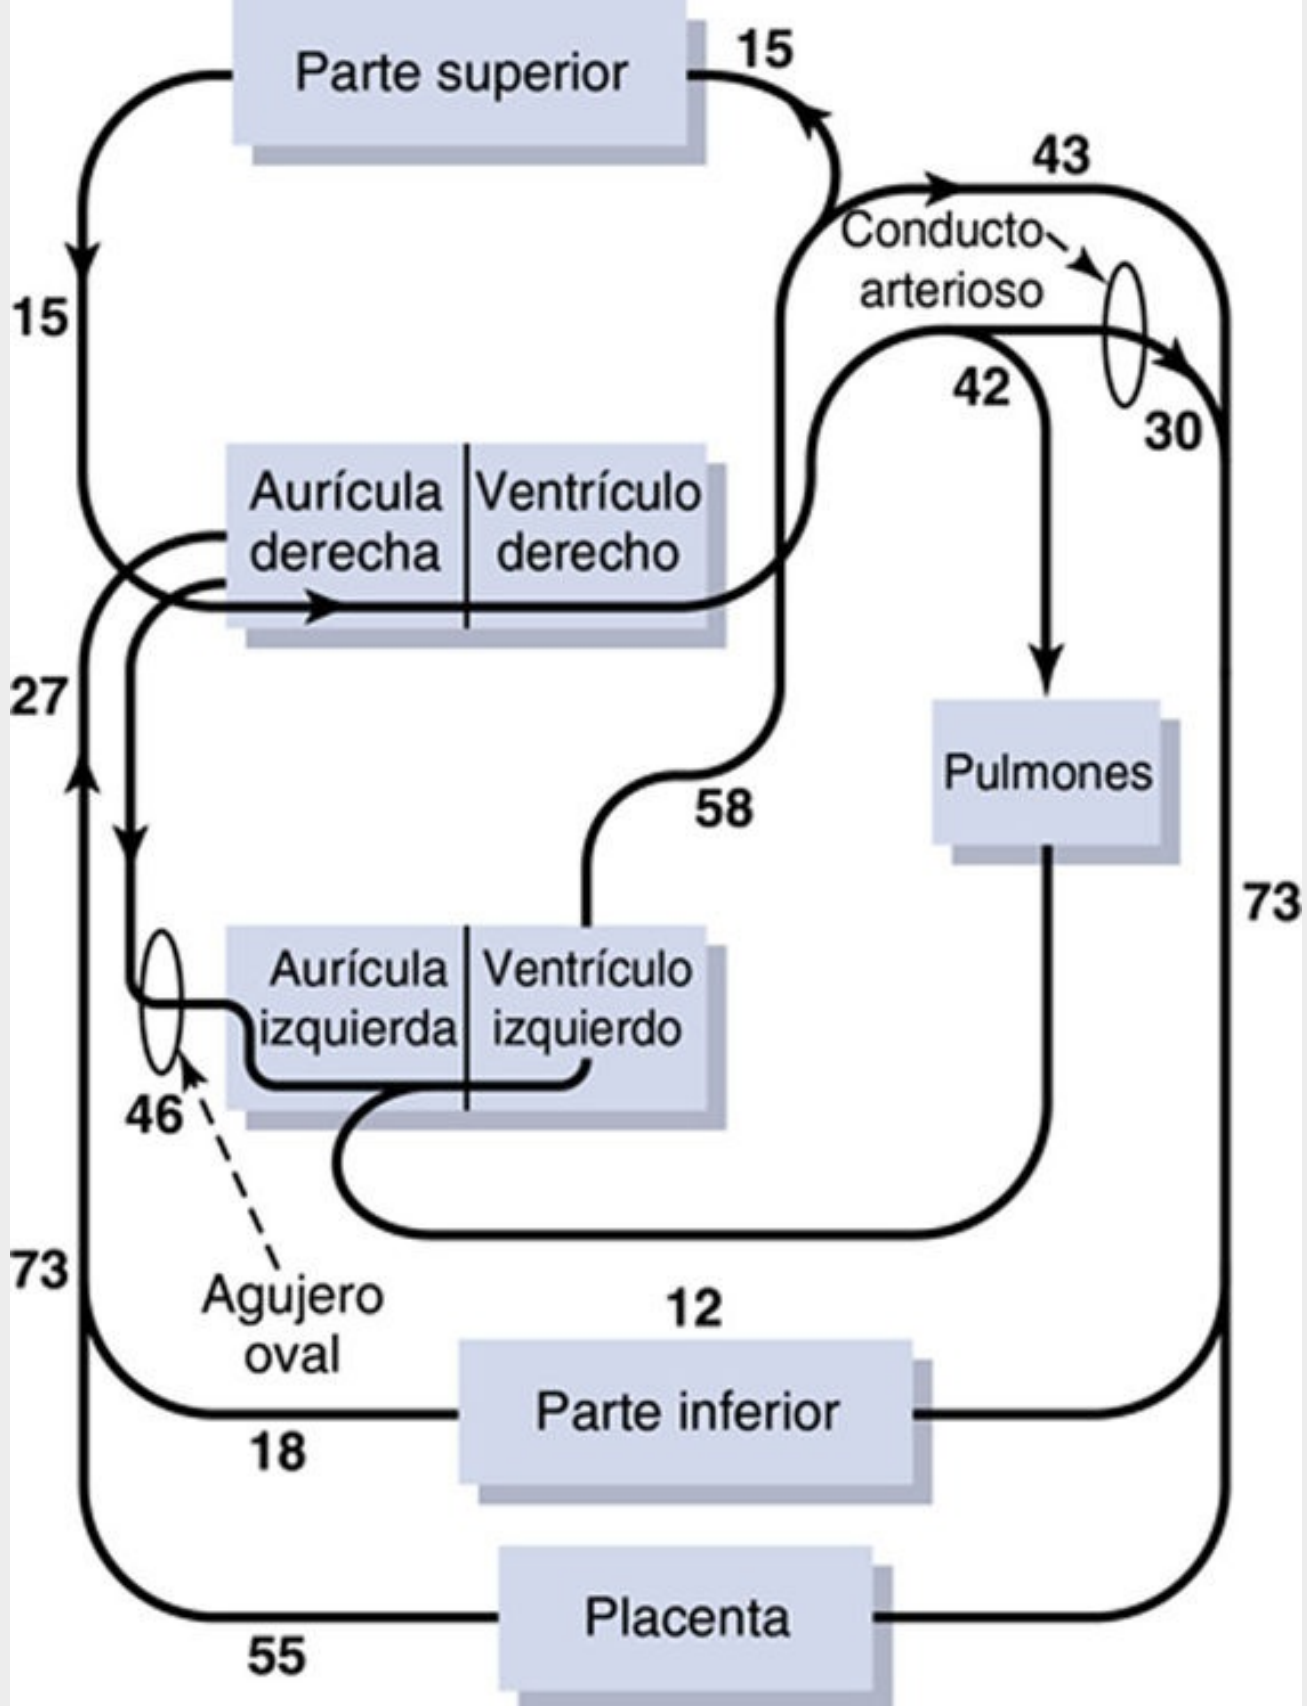 Parte superior
15
43
Conducto
arterioso
15
42
30
Aurícula
derecha
Ventrículo
derecho
27
Pulmones
58
73
Aurícula
izquierda
Ventrículo
izquierdo
46
73
Agujero
oval
12
Parte inferior
18
Placenta
55